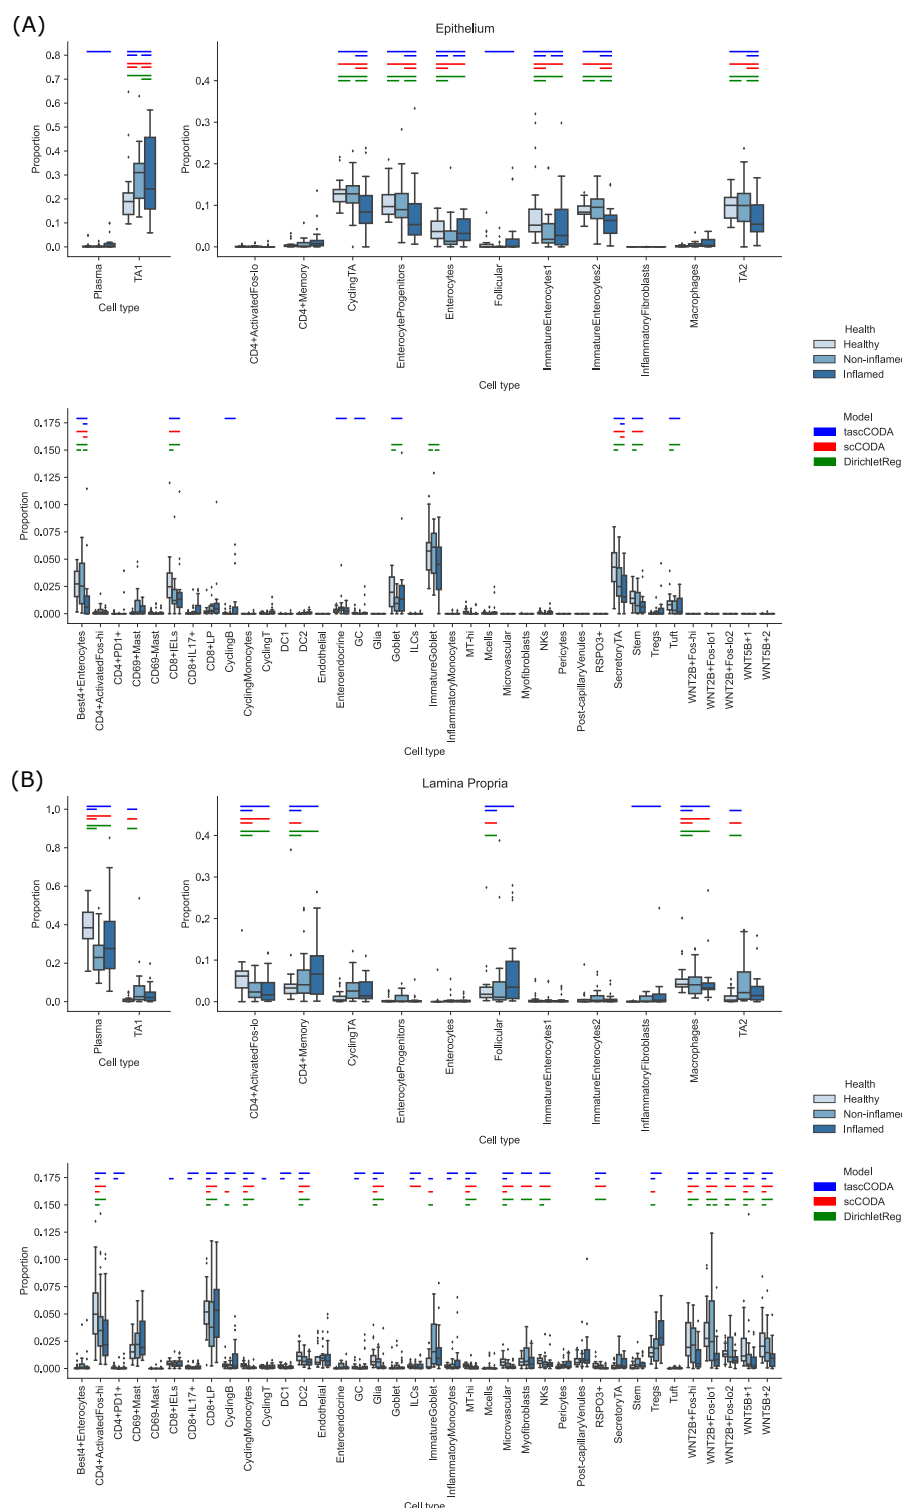 (A)
Epithelium
0.8
0.7
0.6
0.5
0.4
0.3
0.2
0.1
0.0
Proportion
Plasma
TA1
Cell type
0.4
0.3
0.2
0.1
0.0
Proportion
CD4+ActivatedFos-lo
CD4+Memory
CyclingTA
EnterocyteProgenitors
Enterocytes
Follicular
ImmatureEnterocytes1
ImmatureEnterocytes2
InflammatoryFibroblasts
Macrophages
TA2
Cell type
Health
Healthy
Non-inflamed
Inflamed
Model
tascCODA
scCODA
DirichletReg
0.175
0.150
0.125
0.100
0.075
0.050
0.025
0.000
Proportion
Best4+Enterocytes
CD4+ActivatedFos-hi
CD4+PD1+
CD69+Mast
CD69-Mast
CD8+IELs
CD8+IL17+
CD8+LP
CyclingB
CyclingMonocytes
CyclingT
DC1
DC2
Endothelial
Enteroendocrine
GC
Glia
Goblet
ILCs
ImmatureGoblet
InflammatoryMonocytes
MT-hi
Mcells
Microvascular
Myofibroblasts
NKs
Pericytes
Post-capillaryVenules
RSPO3+
SecretoryTA
Stem
Tregs
Tuft
WNT2B+Fos-hi
WNT2B+Fos-lo1
WNT2B+Fos-lo2
WNT5B+1
WNT5B+2
Cell type
(B)
Lamina Propria
1.0
0.8
0.6
0.4
0.2
0.0
Proportion
Plasma
TA1
Cell type
0.4
0.3
0.2
0.1
0.0
Proportion
CD4+ActivatedFos-lo
CD4+Memory
CyclingTA
EnterocyteProgenitors
Enterocytes
Follicular
ImmatureEnterocytes1
ImmatureEnterocytes2
InflammatoryFibroblasts
Macrophages
TA2
Cell type
Health
Healthy
Non-inflamed
Inflamed
Model
tascCODA
scCODA
DirichletReg
0.175
0.150
0.125
0.100
0.075
0.050
0.025
0.000
Proportion
Best4+Enterocytes
CD4+ActivatedFos-hi
CD4+PD1+
CD69+Mast
CD69-Mast
CD8+IELs
CD8+IL17+
CD8+LP
CyclingB
CyclingMonocytes
CyclingT
DC1
DC2
Endothelial
Enteroendocrine
GC
Glia
Goblet
ILCs
ImmatureGoblet
InflammatoryMonocytes
MT-hi
Mcells
Microvascular
Myofibroblasts
NKs
Pericytes
Post-capillaryVenules
RSPO3+
SecretoryTA
Stem
Tregs
Tuft
WNT2B+Fos-hi
WNT2B+Fos-lo1
WNT2B+Fos-lo2
WNT5B+1
WNT5B+2
Cell type